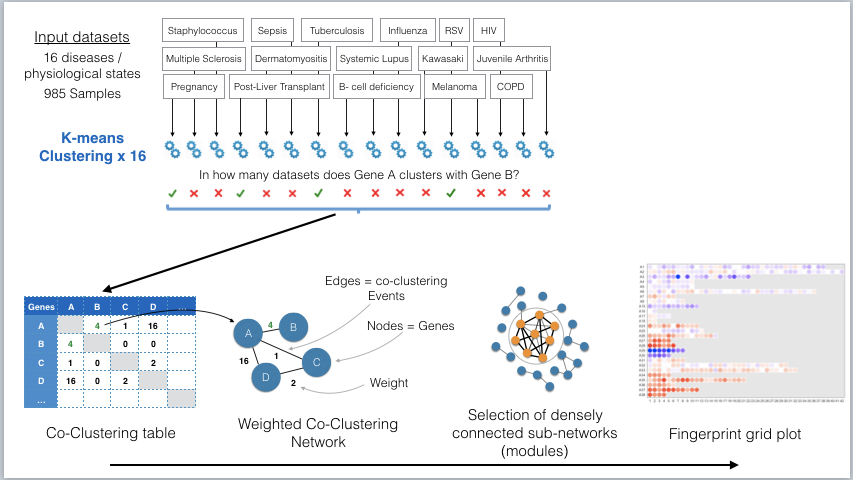 Input datasets
16 diseases /
physiological states
985 Samples
Staphylococcus Sepsis Tuberculosis Influenza RSV HIV
Multiple Sclerosis Dermatomyositis Systemic Lupus Kawasaki Juvenile Arthritis
Pregnancy Post-Liver Transplant B- cell deficiency Melanoma COPD
K-means
Clustering x 16
In how many datasets does Gene A clusters with Gene B?
Genes A B C D ...
A 4 1 16
B 4 0 0
C 1 0 2
D 16 0 2
...
Co-Clustering table
Edges = co-clustering
Events
Nodes = Genes
Weight
A 4 B
16 1 C
D 2
Weighted Co-Clustering
Network
Selection of densely
connected sub-networks
(modules)
Fingerprint grid plot